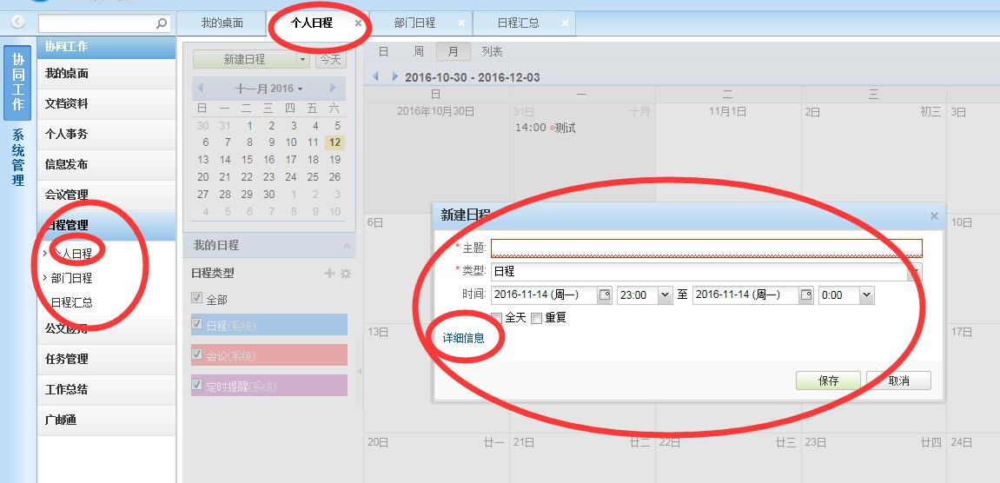 我的桌面 个人日程 部门日程 日程汇总
协同工作
系统管理
协同工作
我的桌面
文档资料
个人事务
信息发布
会议管理
日程管理
个人日程
部门日程
日程汇总
公文应用
任务管理
工作总结
广邮通
新建日程 今天
十一月 2016
日 一 二 三 四 五 六
30 31 1 2 3 4 5
6 7 8 9 10 11 12
13 14 15 16 17 18 19
20 21 22 23 24 25 26
27 28 29 30 1 2 3
4 5 6 7 8 9 10
我的日程
日程类型
全部
日程(系统)
会议(系统)
定时提醒(系统)
日 周 月 列表
2016-10-30 - 2016-12-03
日 一 二 三
2016年10月30日 31日 十月 11月1日 2日 初三 3日
14:00 测试
6日 10日
13日 17日
20日 廿一 21日 廿二 22日 廿三 23日 廿四 24日
新建日程
* 主题:
* 类型: 日程
时间: 2016-11-14 (周一) 23:00 至 2016-11-14 (周一) 0:00
全天 重复
详细信息
保存 取消